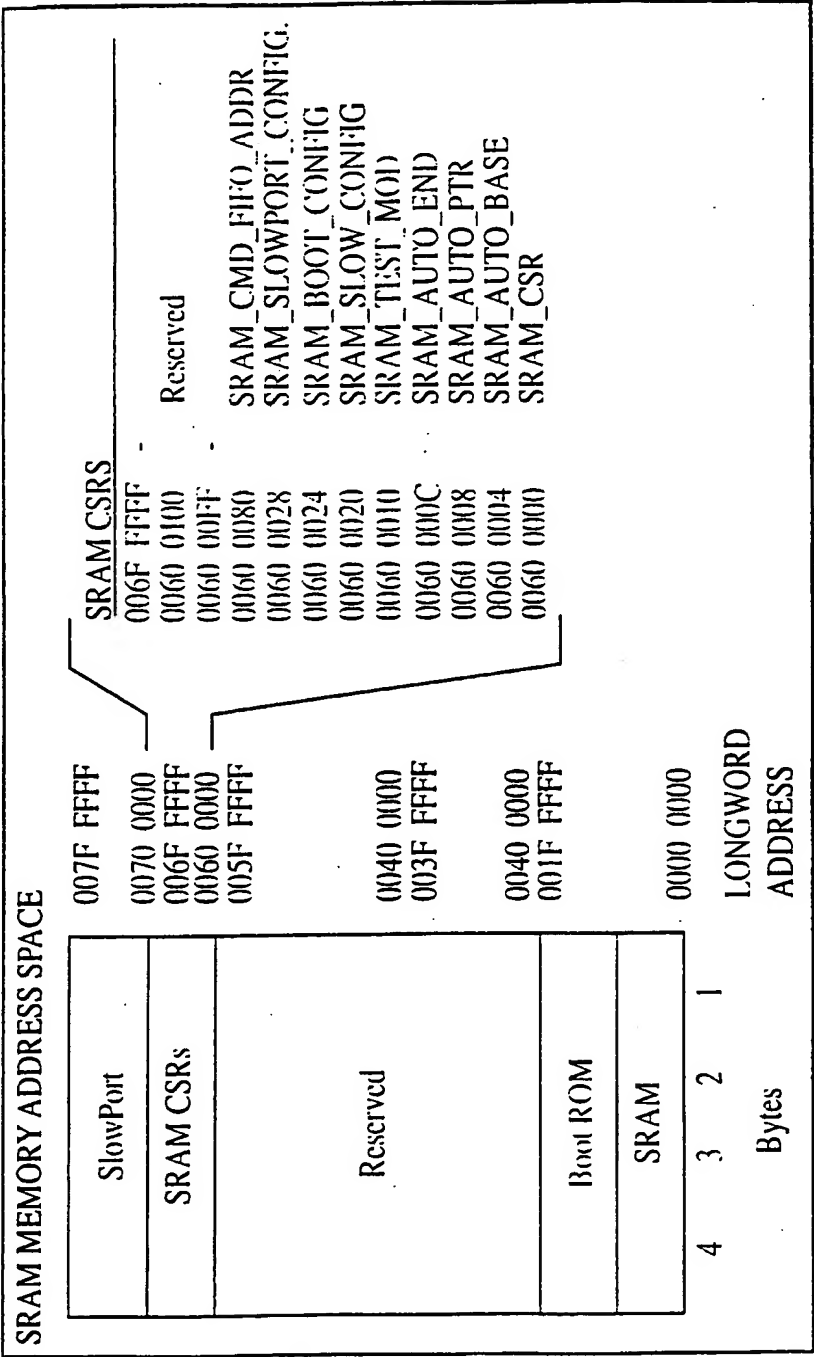 SRAM MEMORY ADDRESS SPACE
SlowPort
SRAM CSRs
Reserved
Boot ROM
SRAM
4 3 2 1
Bytes
007F FFFF
0070 0000
006F FFFF
0060 0000
005F FFFF
0040 0000
003F FFFF
0040 0000
001F FFFF
0000 0000
LONGWORD
ADDRESS
SRAM CSRS
006F FFFF -
0060 0100 Reserved
0060 00FF -
0060 0080 SRAM_CMD_FIFO_ADDR
0060 0028 SRAM_SLOWPORT_CONFIG.
0060 0024 SRAM_BOOT_CONFIG
0060 0020 SRAM_SLOW_CONFIG
0060 0010 SRAM_TEST_MOD
0060 000C SRAM_AUTO_END
0060 0008 SRAM_AUTO_PTR
0060 0004 SRAM_AUTO_BASE
0060 0000 SRAM_CSR